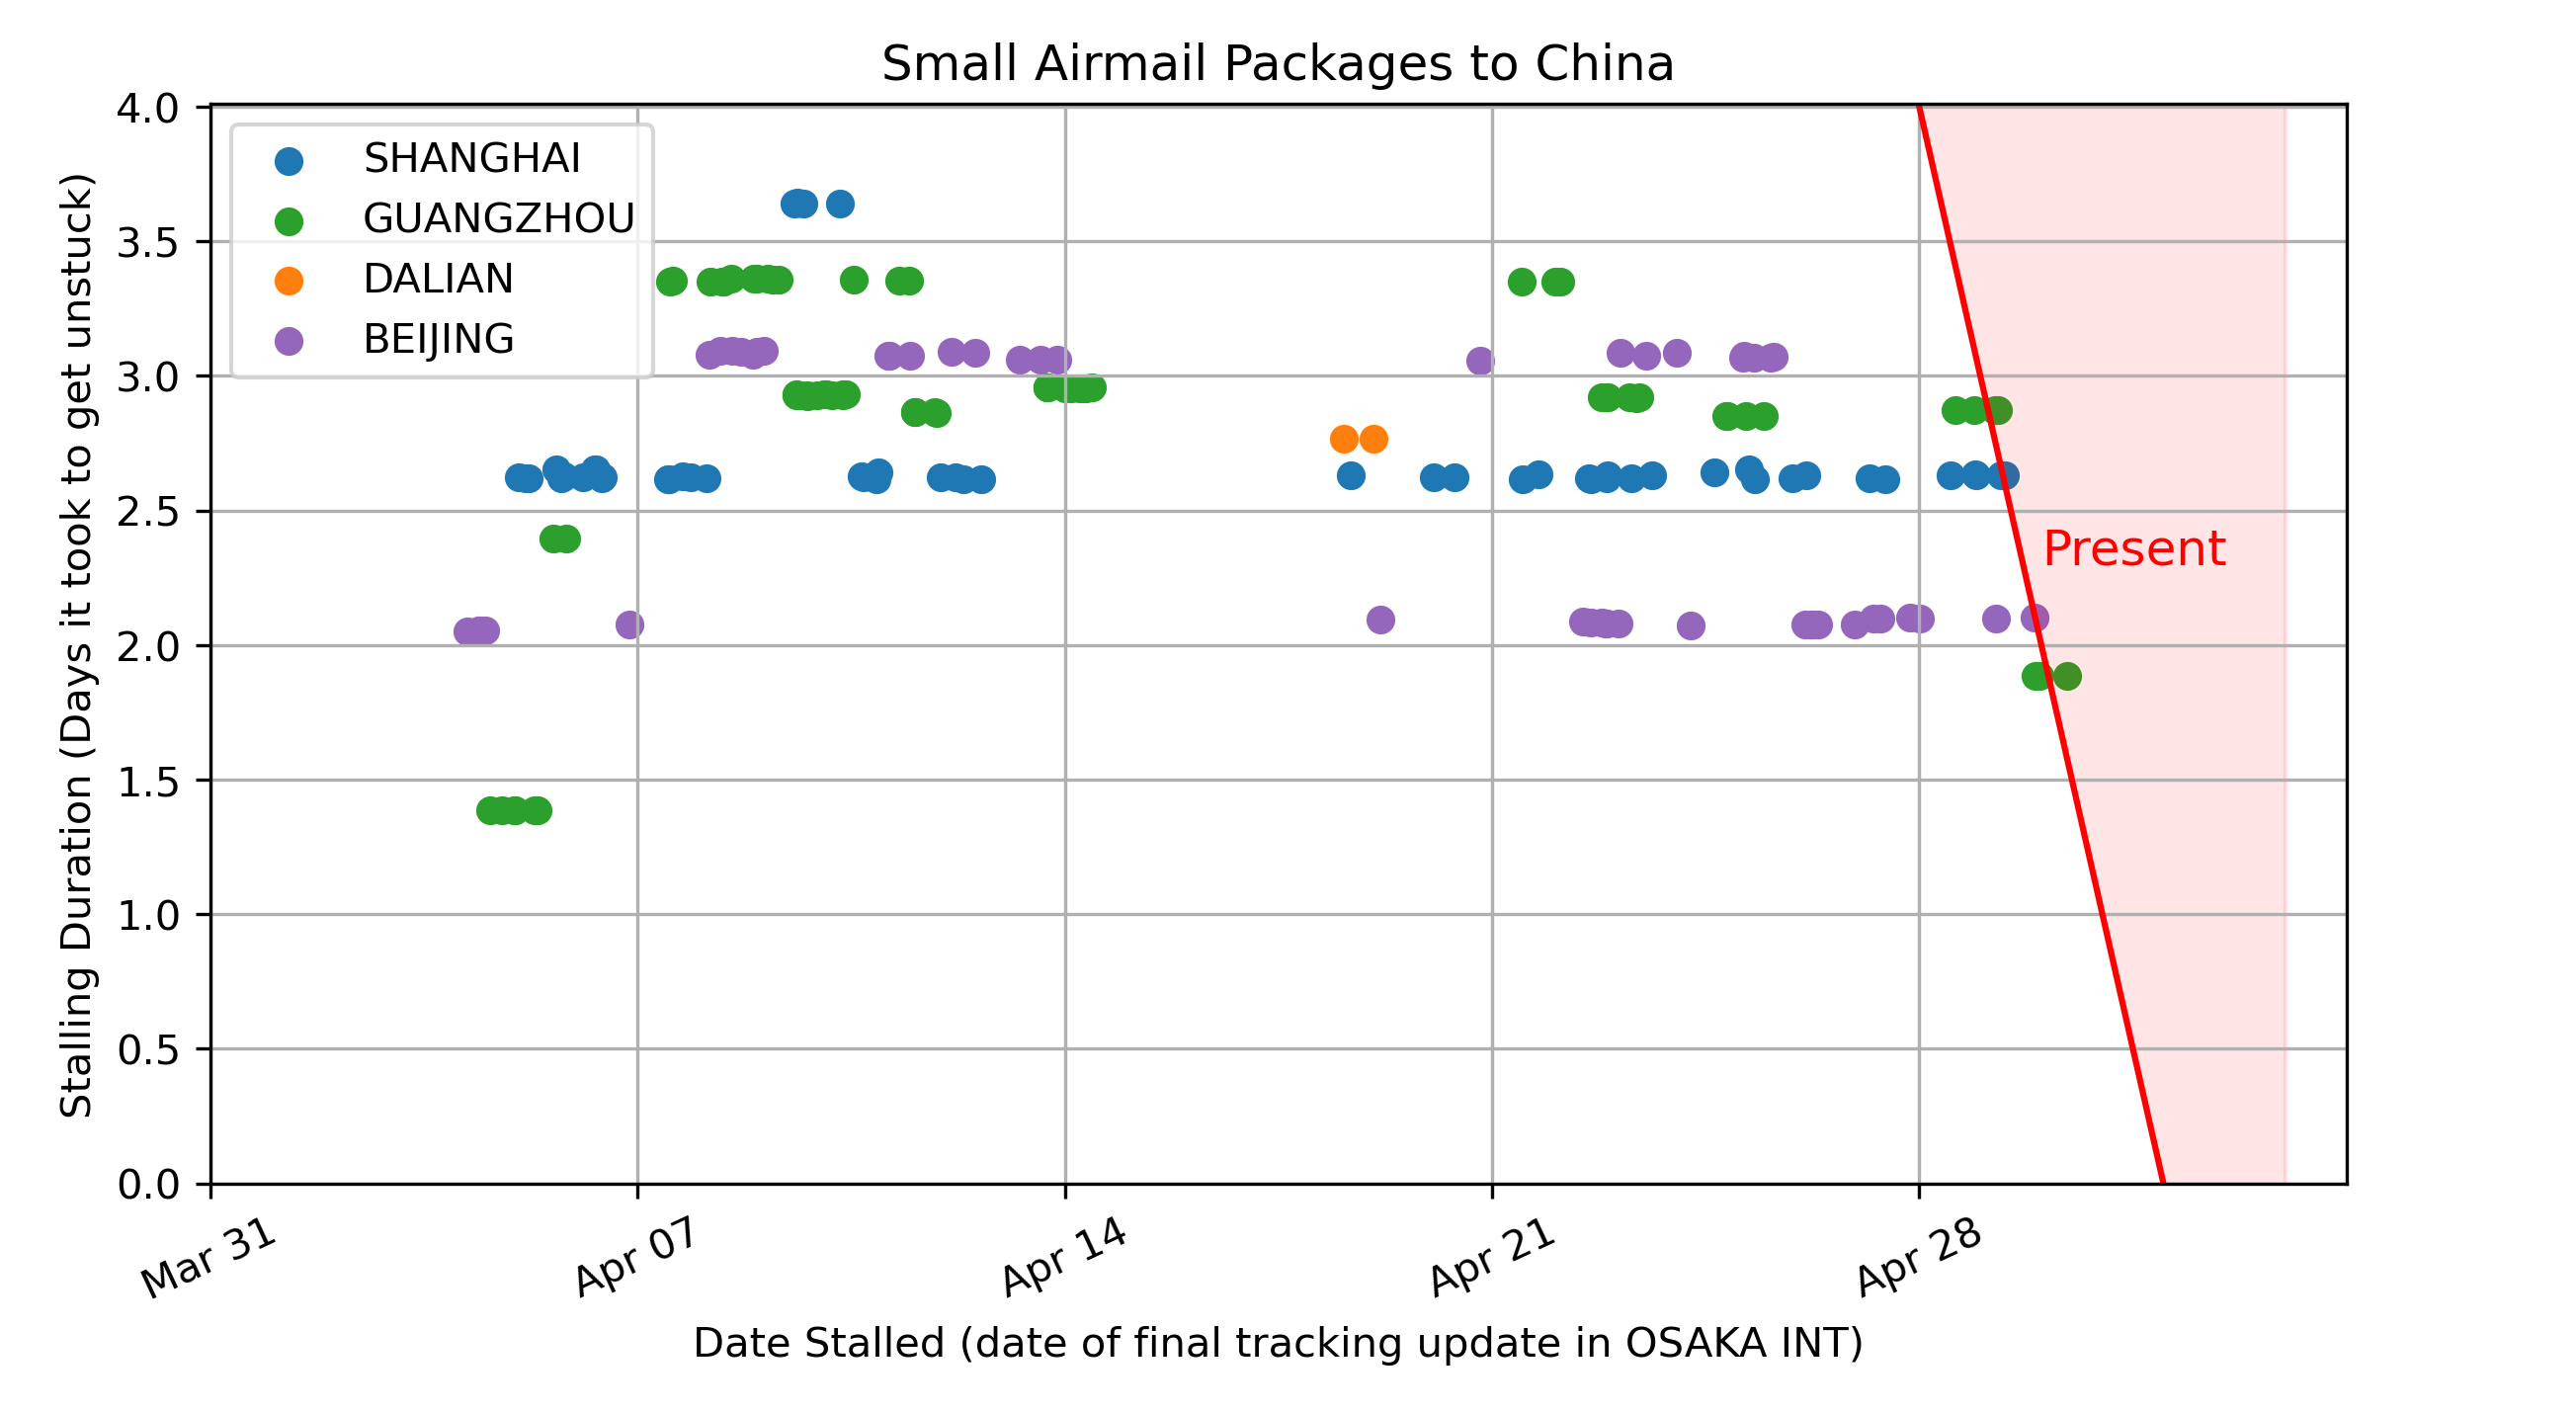 Small Airmail Packages to China
Stalling Duration (Days it took to get unstuck)
4.0
3.5
3.0
2.5
2.0
1.5
1.0
0.5
0.0
SHANGHAI
GUANGZHOU
DALIAN
BEIJING
Present
Mar 31
Apr 07
Apr 14
Apr 21
Apr 28
Date Stalled (date of final tracking update in OSAKA INT)